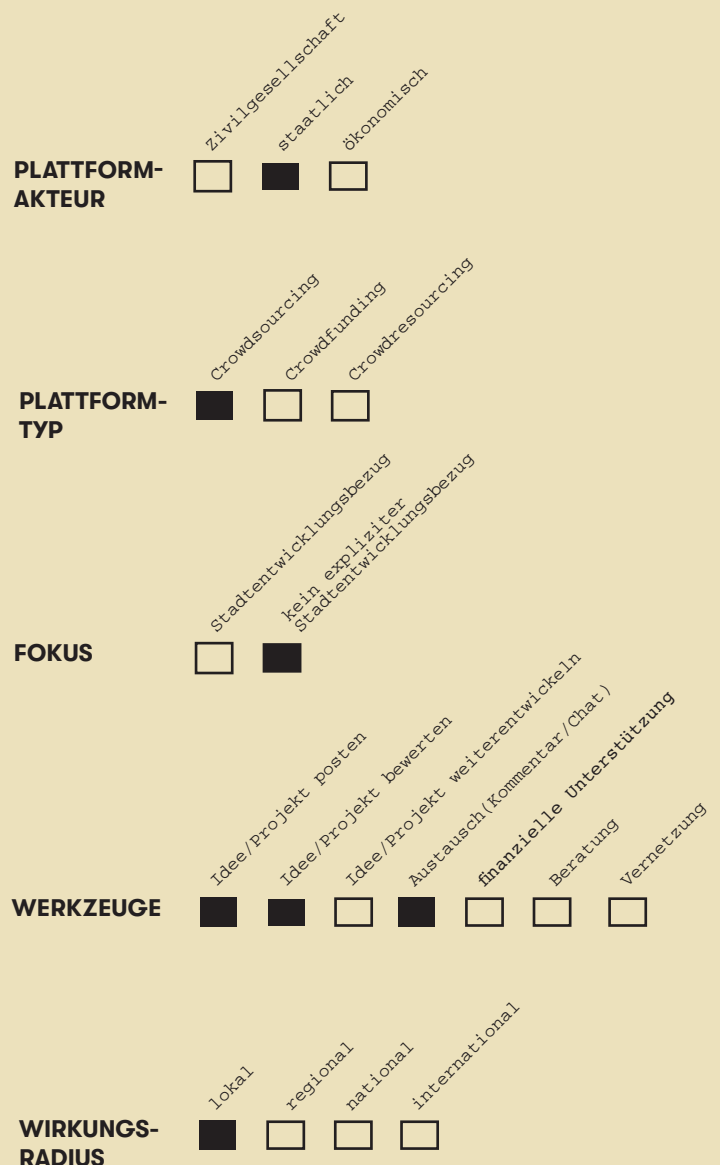 Zivilgesellschaft
staatlich
ökonomisch
PLATTFORM-
AKTEUR
Crowdsourcing
Crowdfunding
Crowdresourcing
PLATTFORM-
TYP
Stadtentwicklungsbezug
kein expliziter
Stadtentwicklungsbezug
FOKUS
Idee/Projekt posten
Idee/Projekt bewerten
Idee/Projekt weiterentwickeln
Austausch(Kommentar/Chat)
finanzielle Unterstützung
Beratung
Vernetzung
WERKZEUGE
lokal
regional
national
international
WIRKUNGS-
RADIUS